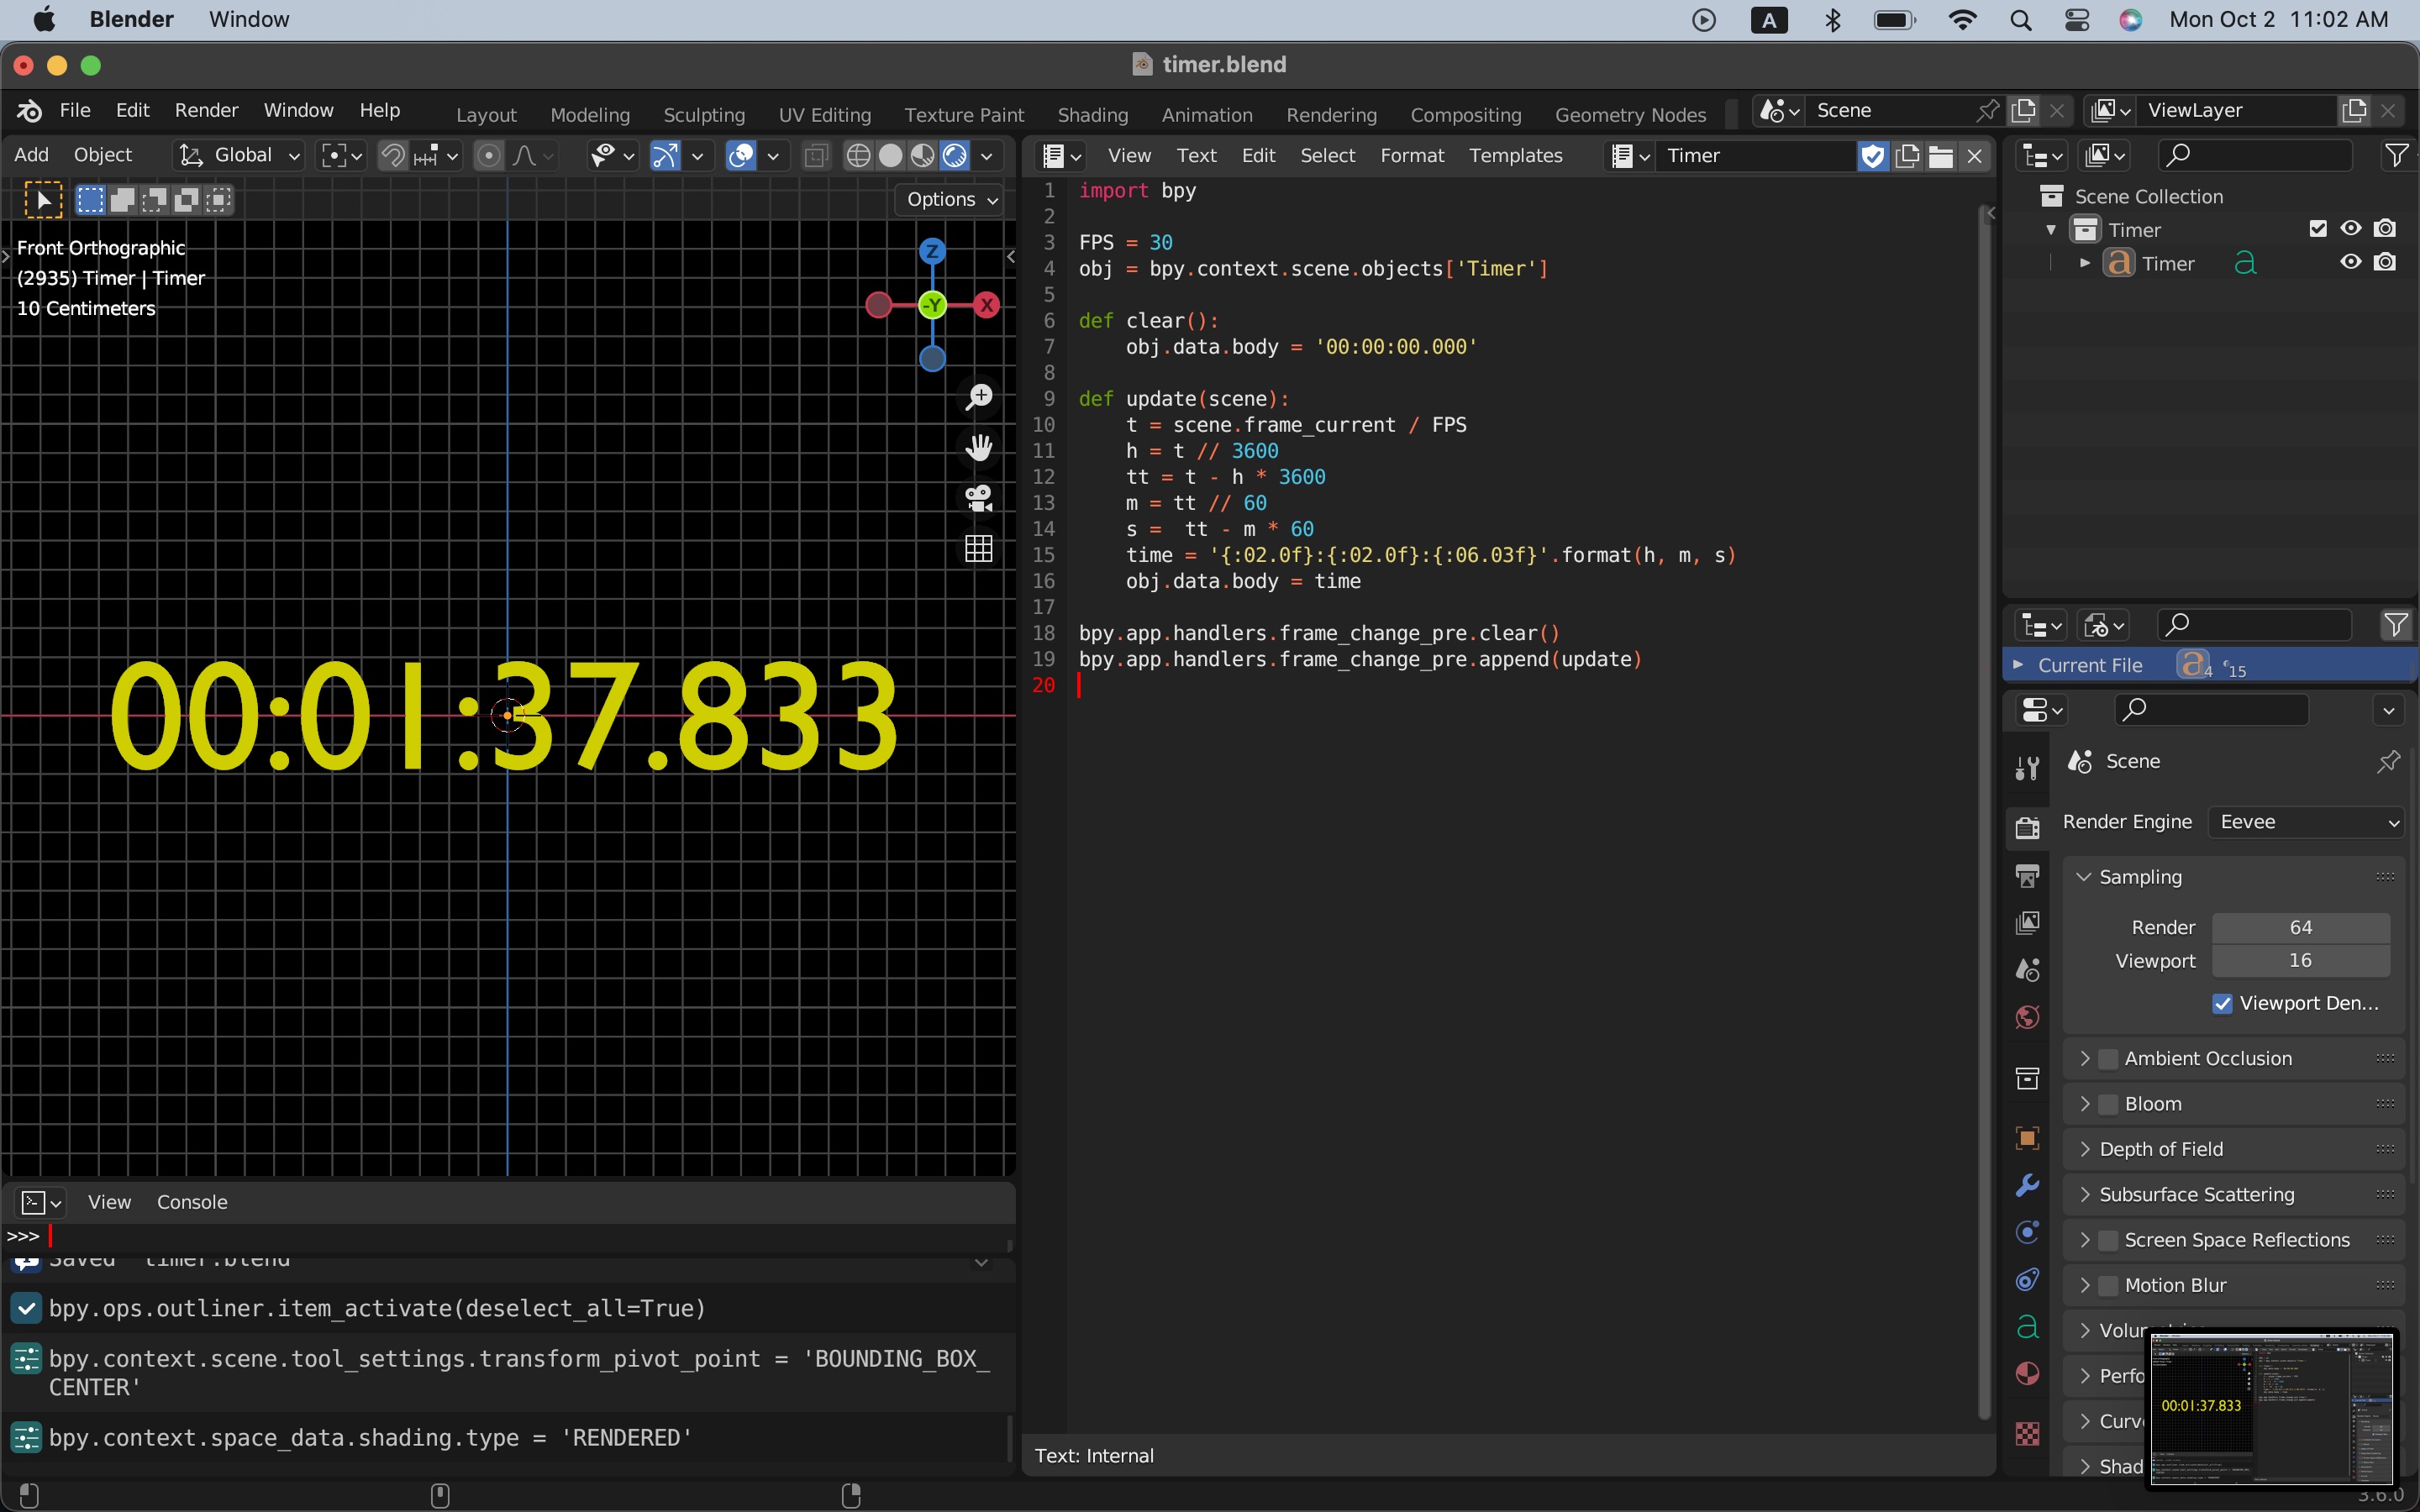 Blender Window A Mon Oct 2 11:02 AM
timer.blend
File Edit Render Window Help Layout Modeling Sculpting UV Editing Texture Paint Shading Animation Rendering Compositing Geometry Nodes Scene ViewLayer
Add Object Global
Options
Front Orthographic
(2935) Timer | Timer
10 Centimeters
Z
-Y
X
00:01:37.833
View Console
>>>
Saved "timer.blend"
bpy.ops.outliner.item_activate(deselect_all=True)
bpy.context.scene.tool_settings.transform_pivot_point = 'BOUNDING_BOX_
CENTER'
bpy.context.space_data.shading.type = 'RENDERED'
View Text Edit Select Format Templates Timer
1 import bpy
2
3 FPS = 30
4 obj = bpy.context.scene.objects['Timer']
5
6 def clear():
7     obj.data.body = '00:00:00.000'
8
9 def update(scene):
10     t = scene.frame_current / FPS
11     h = t // 3600
12     tt = t - h * 3600
13     m = tt // 60
14     s =  tt - m * 60
15     time = '{:02.0f}:{:02.0f}:{:06.03f}'.format(h, m, s)
16     obj.data.body = time
17
18 bpy.app.handlers.frame_change_pre.clear()
19 bpy.app.handlers.frame_change_pre.append(update)
20
Text: Internal
Scene Collection
Timer
Timer
Current File 4 15
Scene
Render Engine Eevee
Sampling
Render 64
Viewport 16
Viewport Den...
Ambient Occlusion
Bloom
Depth of Field
Subsurface Scattering
Screen Space Reflections
Motion Blur
Perfo
Curv
Shad
00:01:37.833
3.6.0